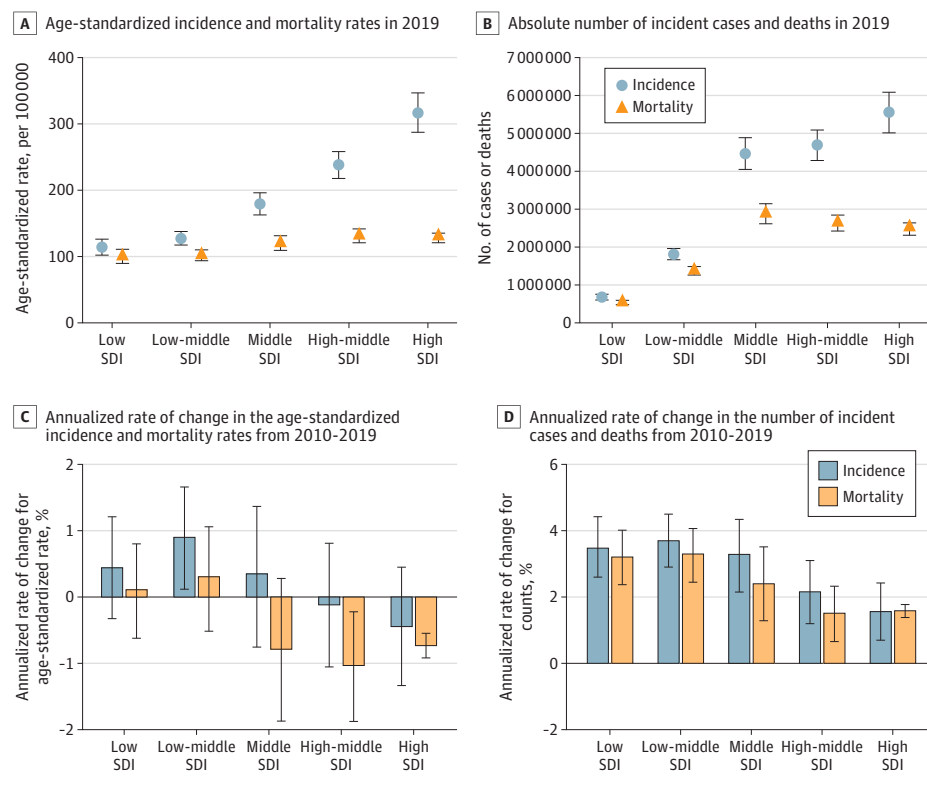 A Age-standardized incidence and mortality rates in 2019
Age-standardized rate, per 100000
400
300
200
100
0
Low SDI
Low-middle SDI
Middle SDI
High-middle SDI
High SDI
B Absolute number of incident cases and deaths in 2019
No. of cases or deaths
7000000
6000000
5000000
4000000
3000000
2000000
1000000
0
Incidence
Mortality
Low SDI
Low-middle SDI
Middle SDI
High-middle SDI
High SDI
C Annualized rate of change in the age-standardized
incidence and mortality rates from 2010-2019
Annualized rate of change for
age-standardized rate, %
2
1
0
-1
-2
Low SDI
Low-middle SDI
Middle SDI
High-middle SDI
High SDI
D Annualized rate of change in the number of incident
cases and deaths from 2010-2019
Annualized rate of change for
counts, %
6
4
2
0
-2
Incidence
Mortality
Low SDI
Low-middle SDI
Middle SDI
High-middle SDI
High SDI